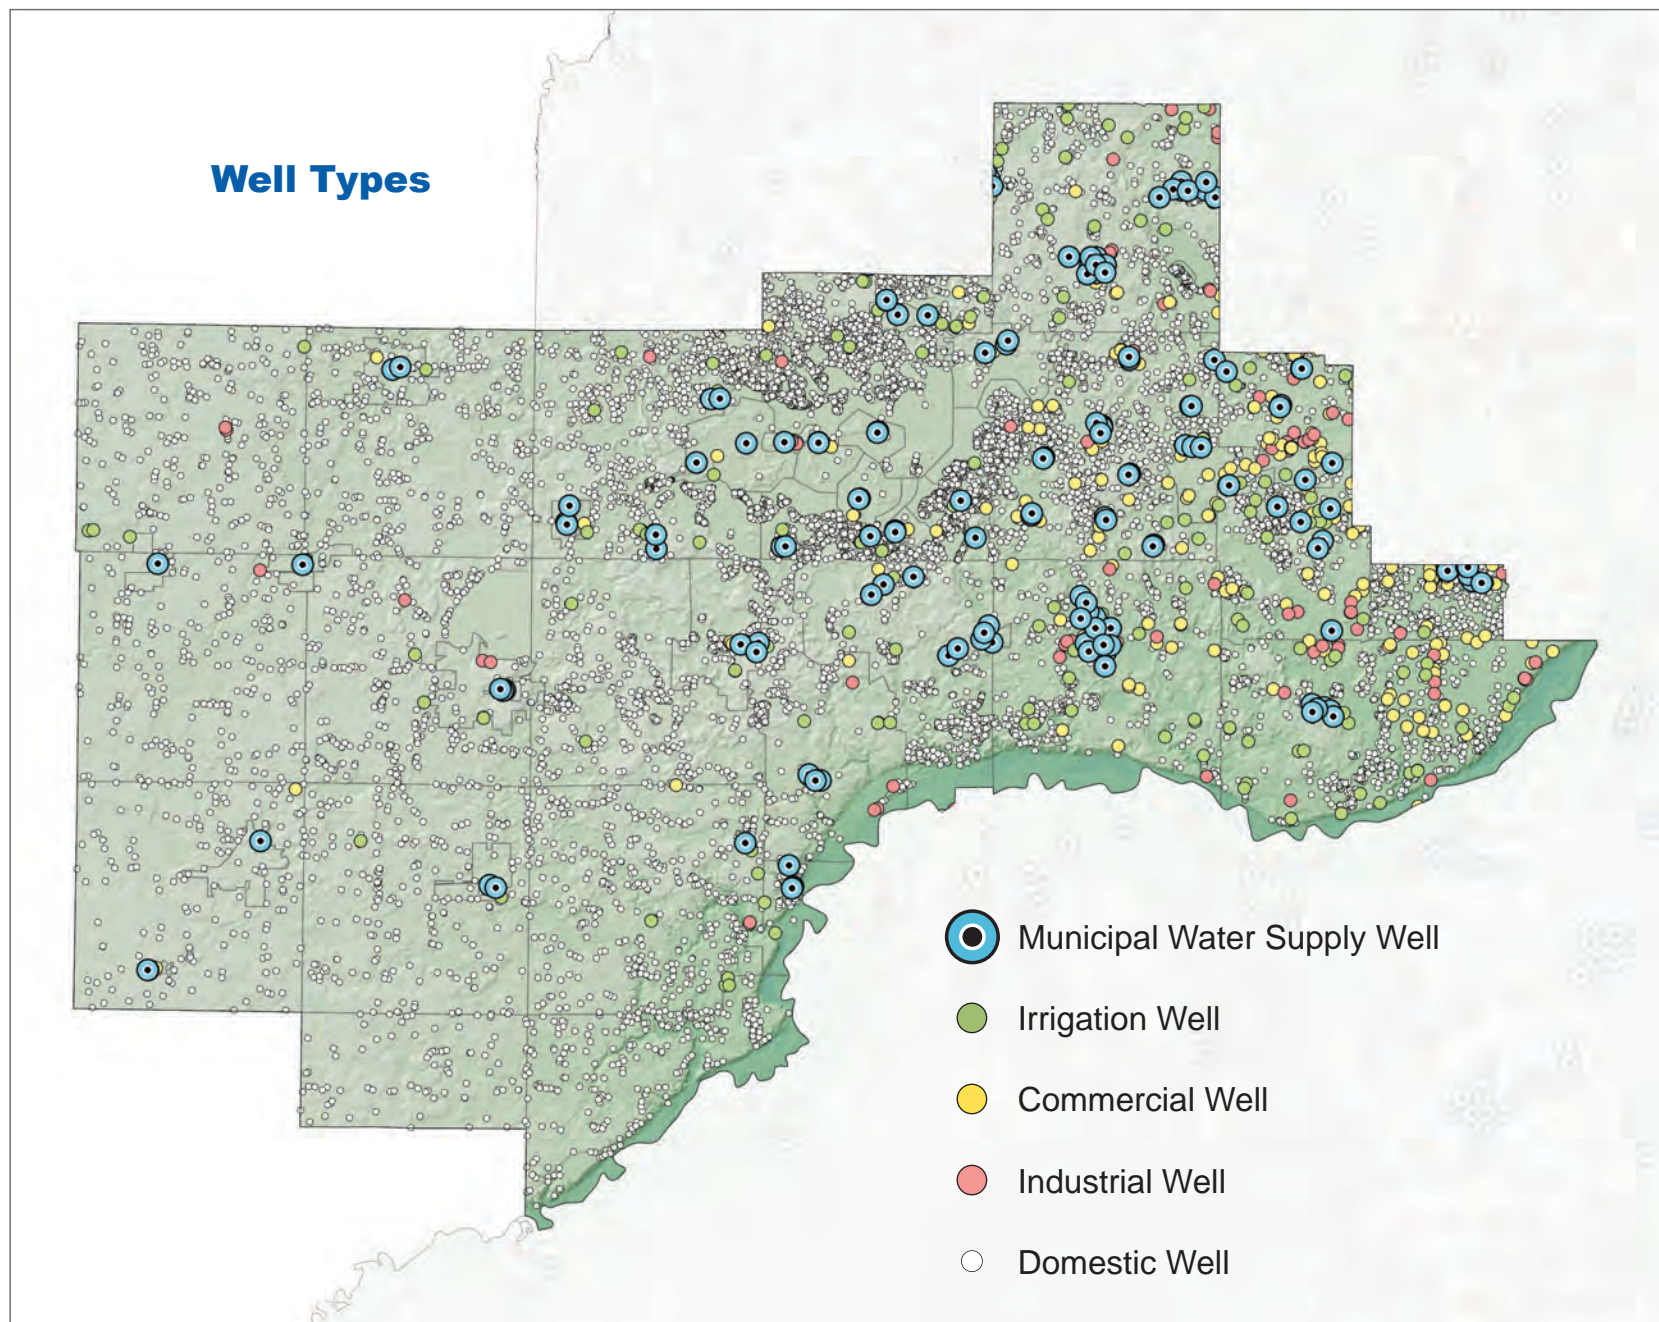 Well Types
Municipal Water Supply Well
Irrigation Well
Commercial Well
Industrial Well
Domestic Well